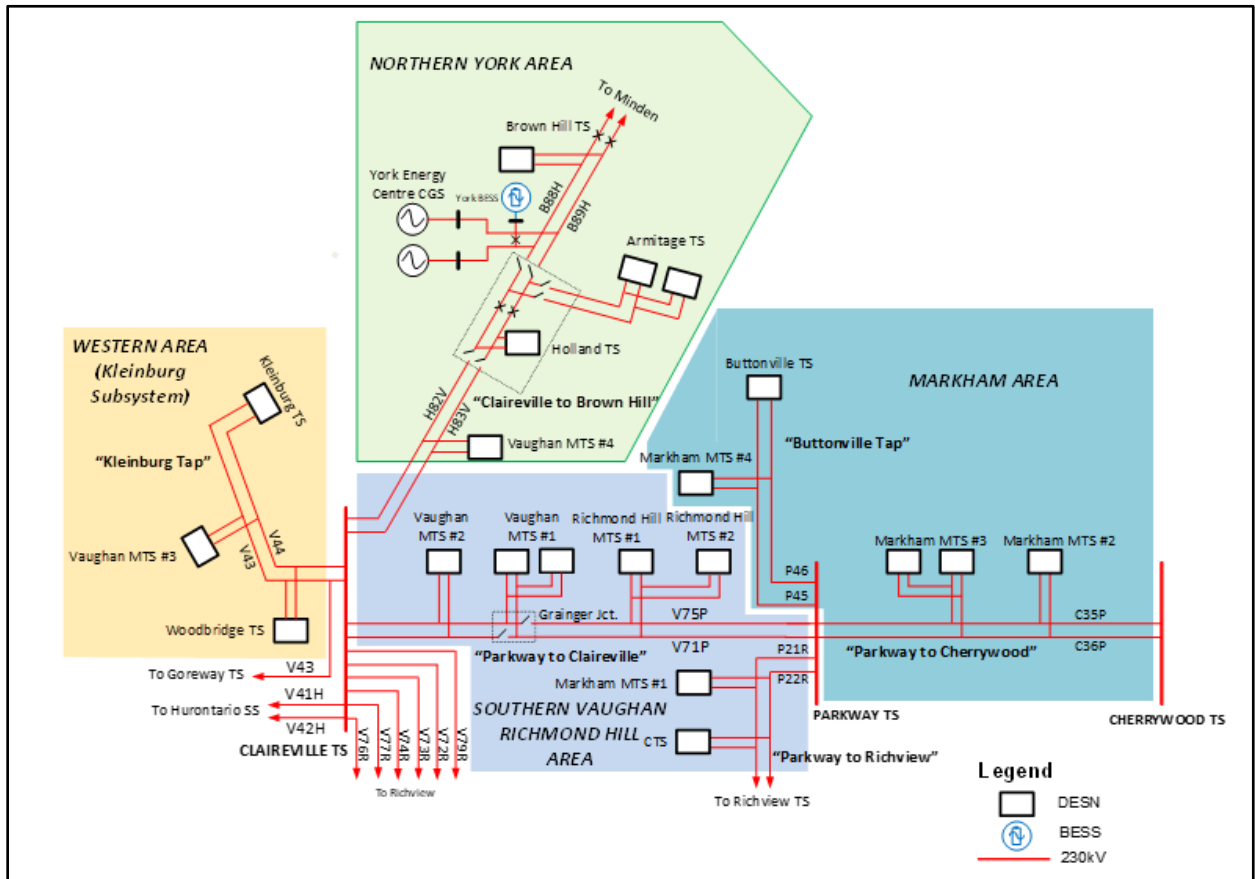 NORTHERN YORK AREA
To Minden
Brown Hill TS
York Energy
Centre CGS
York BESS
B88H
B89H
Armitage TS
Holland TS
"Claireville to Brown Hill"
H82V
H83V
Vaughan MTS #4
WESTERN AREA
(Kleinburg
Subsystem)
Kleinburg TS
"Kleinburg Tap"
Vaughan MTS #3
V44
V43
Woodbridge TS
MARKHAM AREA
Buttonville TS
"Buttonville Tap"
Markham MTS #4
P46
P45
Markham MTS #3
Markham MTS #2
C35P
C36P
"Parkway to Cherrywood"
Vaughan
MTS #2
Vaughan
MTS #1
Richmond Hill
MTS #1
Richmond Hill
MTS #2
Grainger Jct.
V75P
V71P
"Parkway to Claireville"
P21R
P22R
Markham MTS #1
SOUTHERN VAUGHAN
RICHMOND HILL
AREA
CTS
"Parkway to Richview"
To Richview TS
PARKWAY TS
CHERRYWOOD TS
To Goreway TS
V43
V41H
To Hurontario SS
V42H
CLAIREVILLE TS
V76R
V77R
V74R
V73R
V72R
V79R
To Richview
Legend
DESN
BESS
230kV